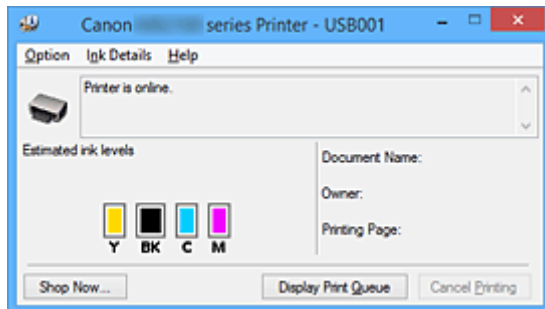 Canon series Printer - USB001
Option Ink Details Help
Printer is online.
Estimated ink levels
Document Name:
Owner:
Printing Page:
Y BK C M
Shop Now... Display Print Queue Cancel Printing